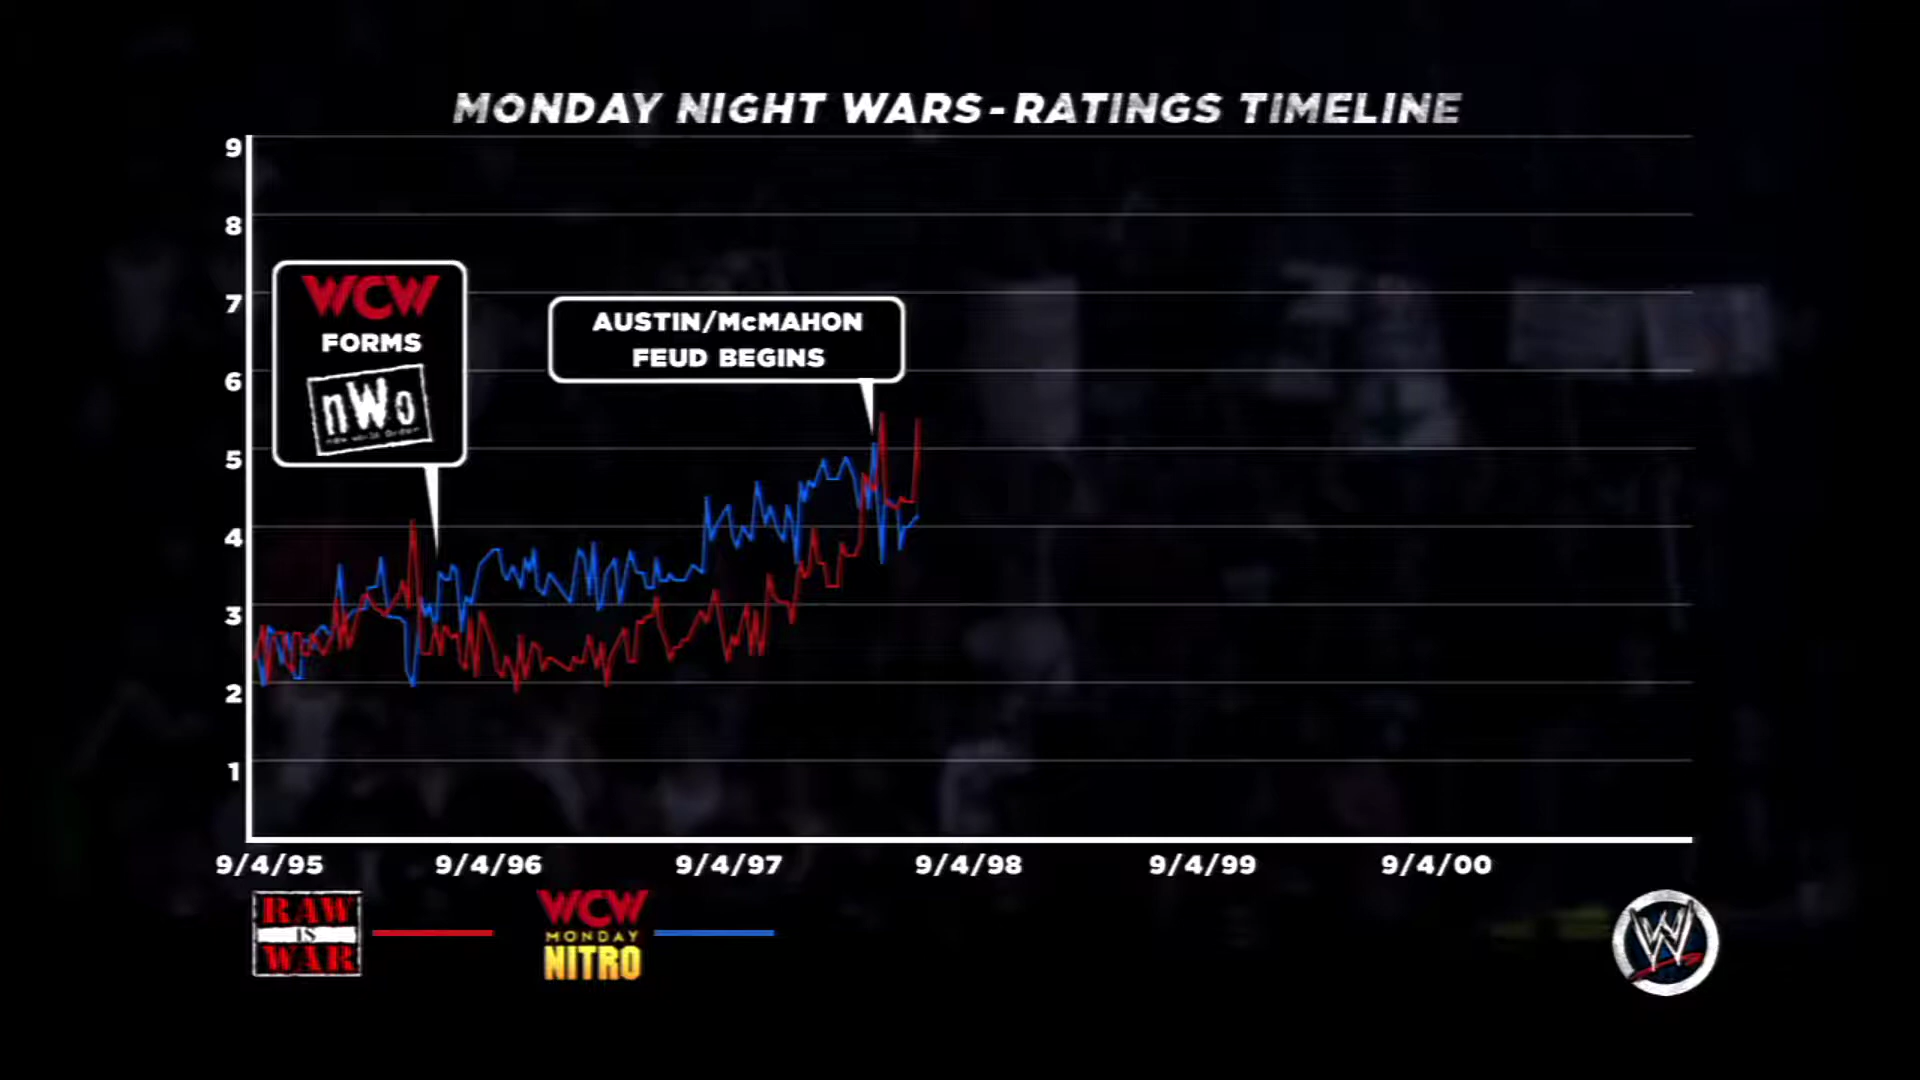 MONDAY NIGHT WARS - RATINGS TIMELINE
9
8
7
6
5
4
3
2
1
WCW
FORMS
nWo
new world order
AUSTIN/McMAHON
FEUD BEGINS
9/4/95 9/4/96 9/4/97 9/4/98 9/4/99 9/4/00
RAW
IS
WAR
WCW
MONDAY
NITRO
W